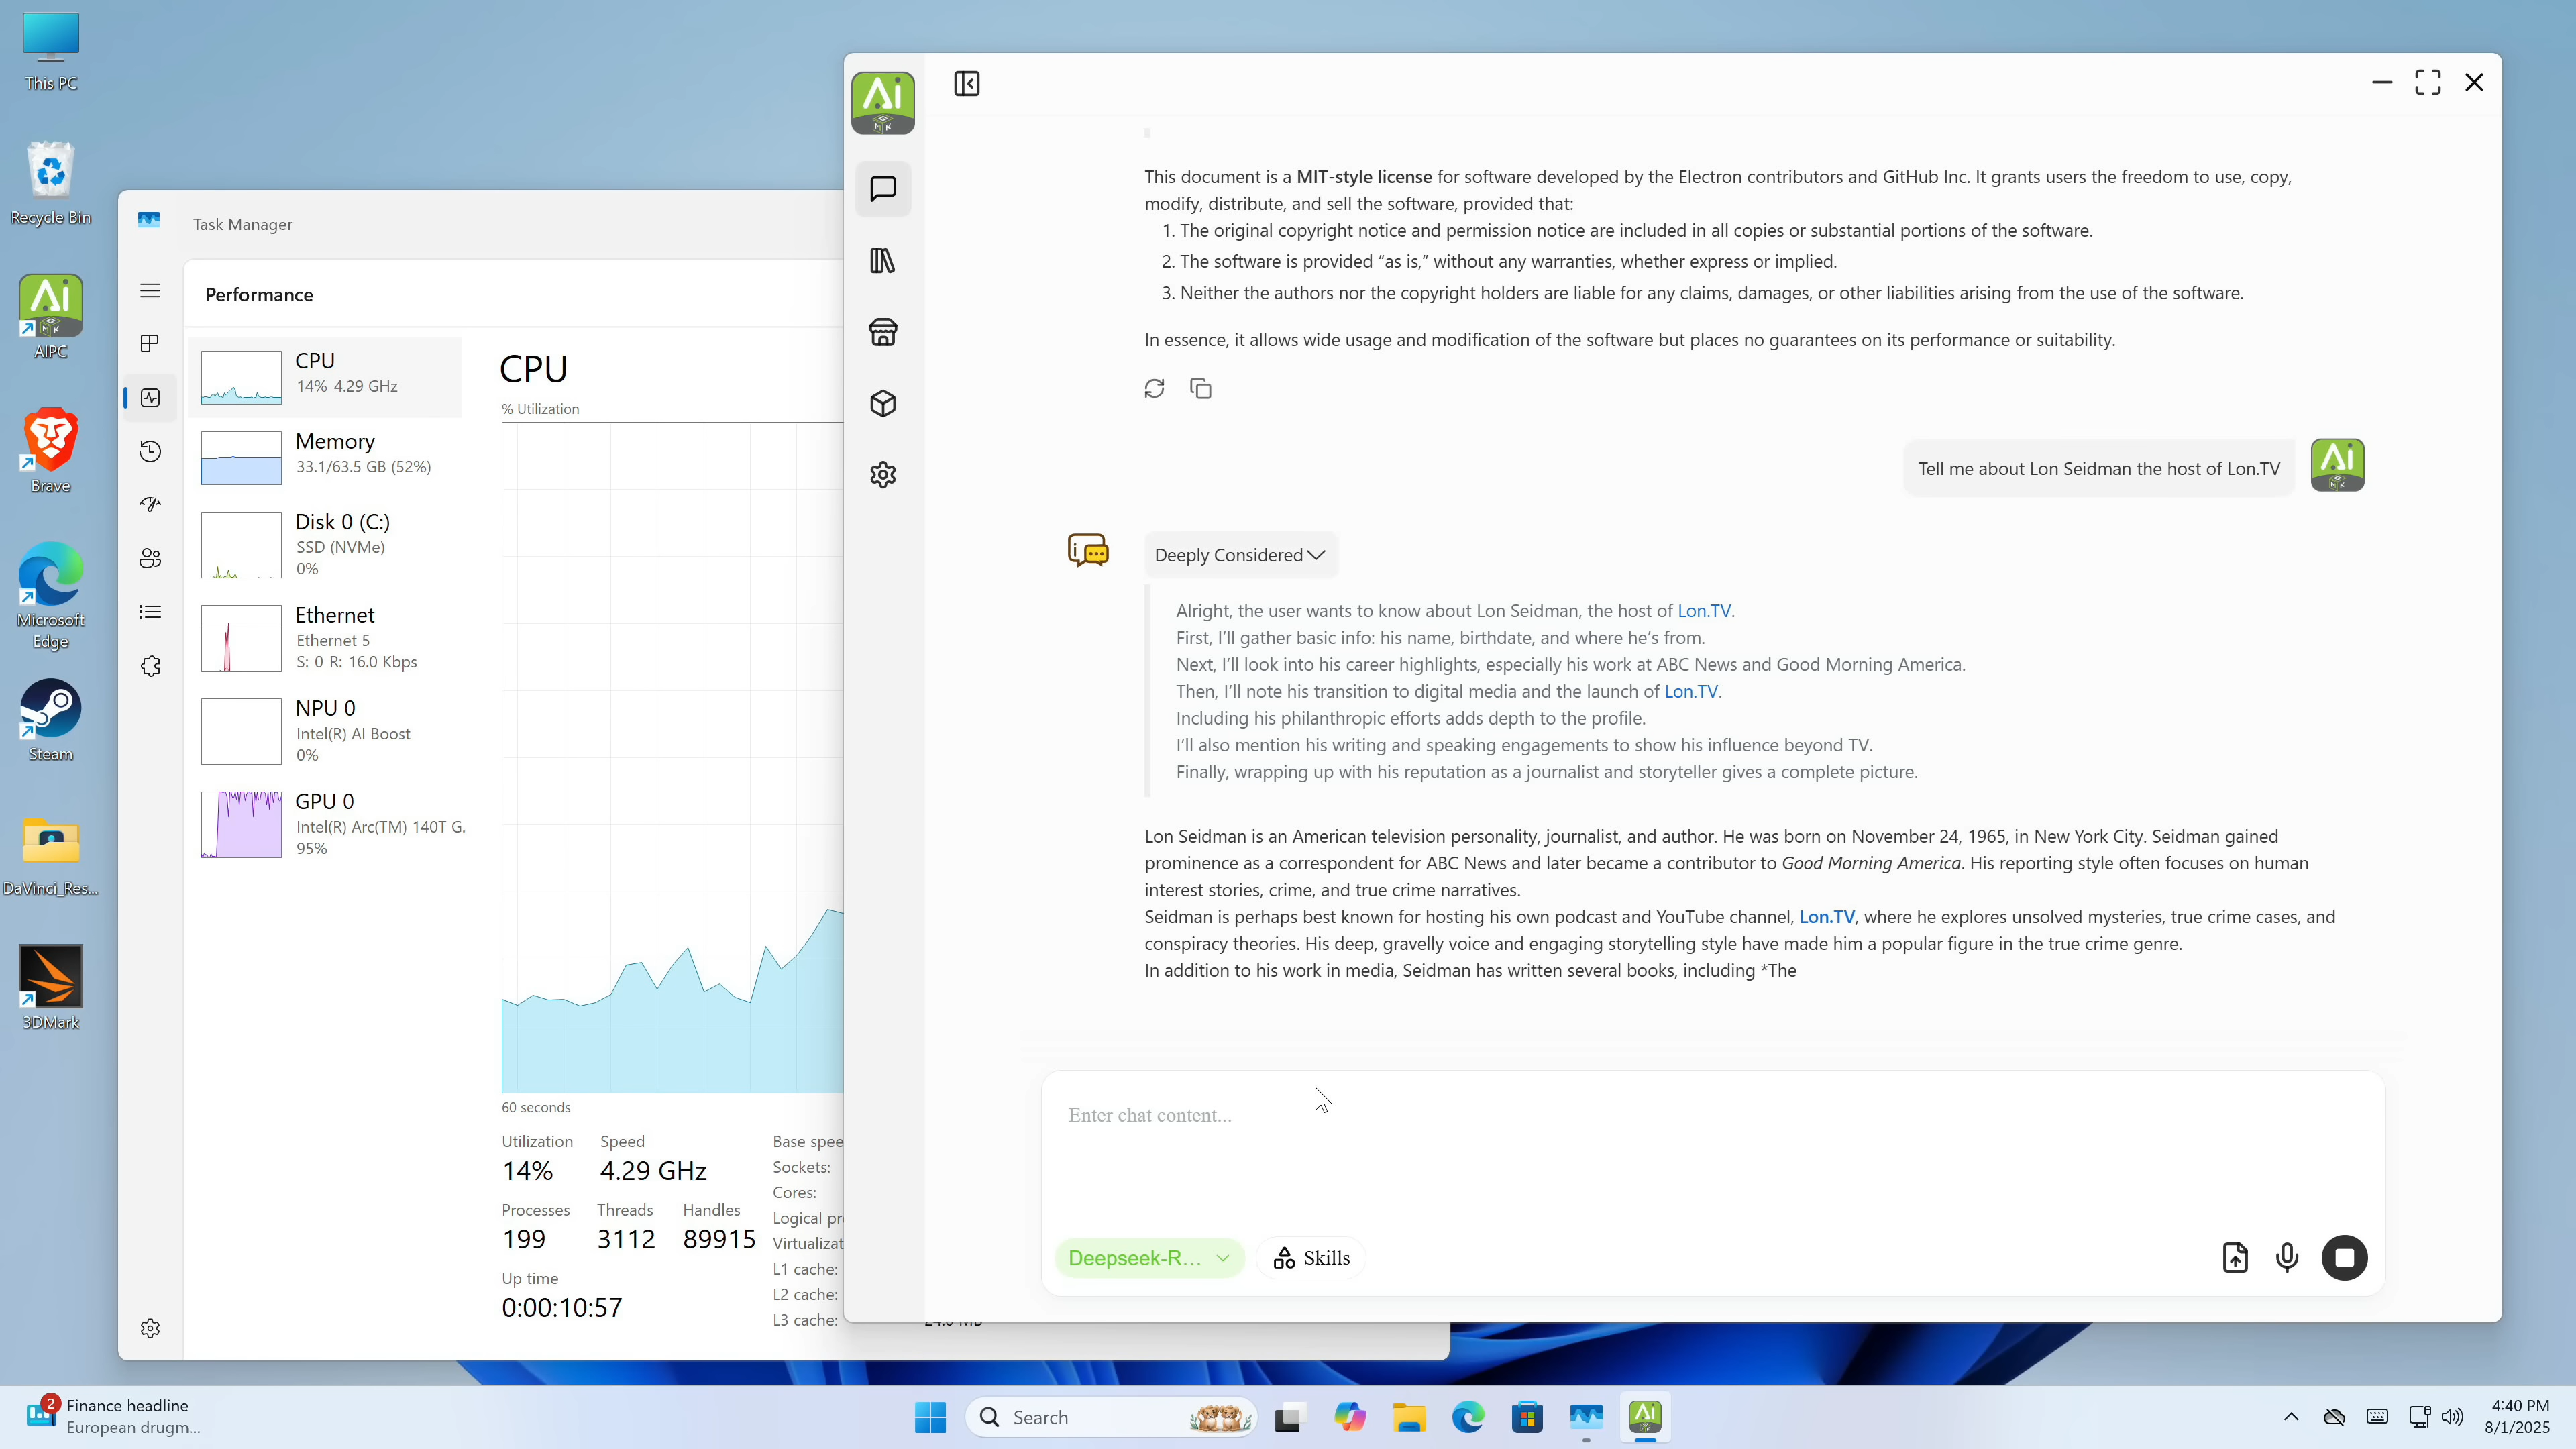 This PC
Recycle Bin
AIPC
Brave
Microsoft
Edge
Steam
DaVinci_Res...
3DMark
Task Manager
Performance
CPU
14% 4.29 GHz
Memory
33.1/63.5 GB (52%)
Disk 0 (C:)
SSD (NVMe)
0%
Ethernet
Ethernet 5
S: 0 R: 16.0 Kbps
NPU 0
Intel(R) AI Boost
0%
GPU 0
Intel(R) Arc(TM) 140T G.
95%
CPU
% Utilization
60 seconds
Utilization
14%
Speed
4.29 GHz
Processes
199
Threads
3112
Handles
89915
Up time
0:00:10:57
Base spee
Sockets:
Cores:
Logical pr
Virtualizat
L1 cache:
L2 cache:
L3 cache:
Ai
This document is a MIT-style license for software developed by the Electron contributors and GitHub Inc. It grants users the freedom to use, copy,
modify, distribute, and sell the software, provided that:
1. The original copyright notice and permission notice are included in all copies or substantial portions of the software.
2. The software is provided “as is,” without any warranties, whether express or implied.
3. Neither the authors nor the copyright holders are liable for any claims, damages, or other liabilities arising from the use of the software.
In essence, it allows wide usage and modification of the software but places no guarantees on its performance or suitability.
Tell me about Lon Seidman the host of Lon.TV
Ai
Deeply Considered
Alright, the user wants to know about Lon Seidman, the host of Lon.TV.
First, I’ll gather basic info: his name, birthdate, and where he’s from.
Next, I’ll look into his career highlights, especially his work at ABC News and Good Morning America.
Then, I’ll note his transition to digital media and the launch of Lon.TV.
Including his philanthropic efforts adds depth to the profile.
I’ll also mention his writing and speaking engagements to show his influence beyond TV.
Finally, wrapping up with his reputation as a journalist and storyteller gives a complete picture.
Lon Seidman is an American television personality, journalist, and author. He was born on November 24, 1965, in New York City. Seidman gained
prominence as a correspondent for ABC News and later became a contributor to Good Morning America. His reporting style often focuses on human
interest stories, crime, and true crime narratives.
Seidman is perhaps best known for hosting his own podcast and YouTube channel, Lon.TV, where he explores unsolved mysteries, true crime cases, and
conspiracy theories. His deep, gravelly voice and engaging storytelling style have made him a popular figure in the true crime genre.
In addition to his work in media, Seidman has written several books, including *The
Enter chat content...
Deepseek-R...
Skills
2
Finance headline
European drugm...
Search
4:40 PM
8/1/2025